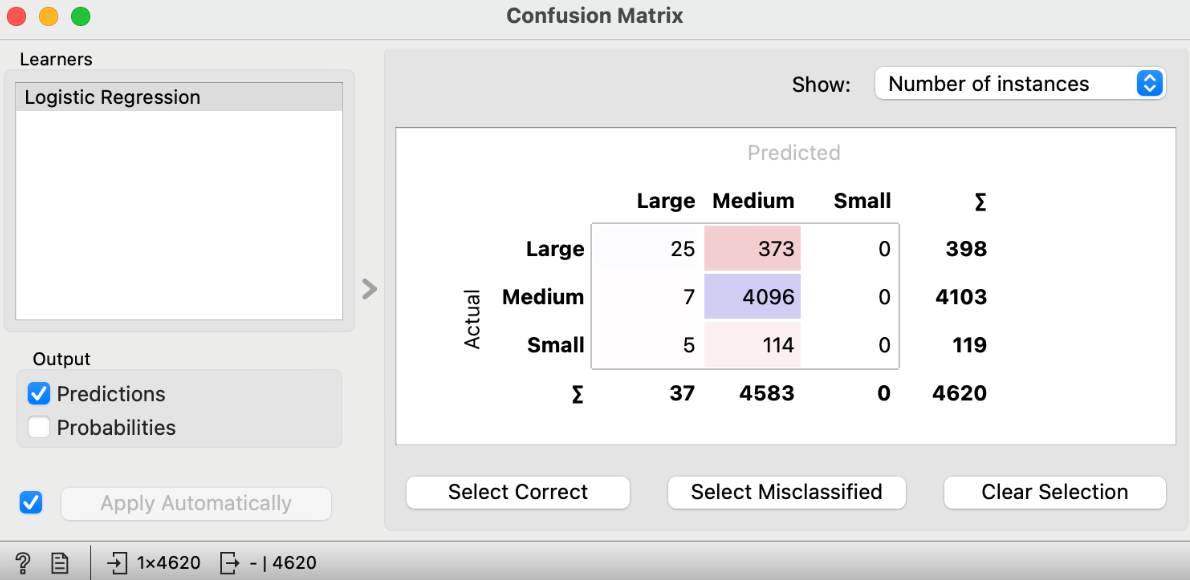 Confusion Matrix
Learners
Logistic Regression
Show: Number of instances
Predicted
Large Medium Small Σ
Large 25 373 0 398
Actual
Medium 7 4096 0 4103
Small 5 114 0 119
Σ 37 4583 0 4620
Output
Predictions
Probabilities
Apply Automatically
Select Correct Select Misclassified Clear Selection
? 1×4620 - | 4620